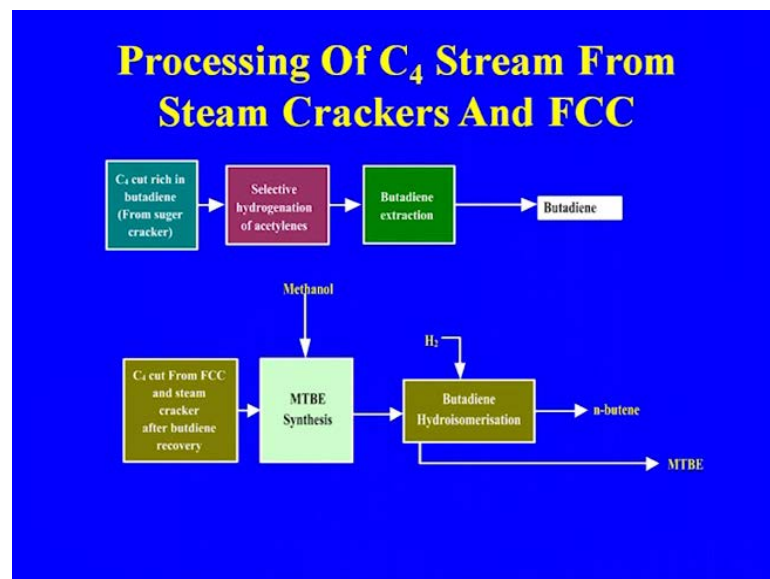 Processing Of C₄ Stream From
Steam Crackers And FCC
C₄ cut rich in
butadiene
(From suger
cracker)
Selective
hydrogenation
of acetylenes
Butadiene
extraction
Butadiene
Methanol
H₂
C₄ cut From FCC
and steam
cracker
after butdiene
recovery
MTBE
Synthesis
Butadiene
Hydroisomerisation
n-butene
MTBE